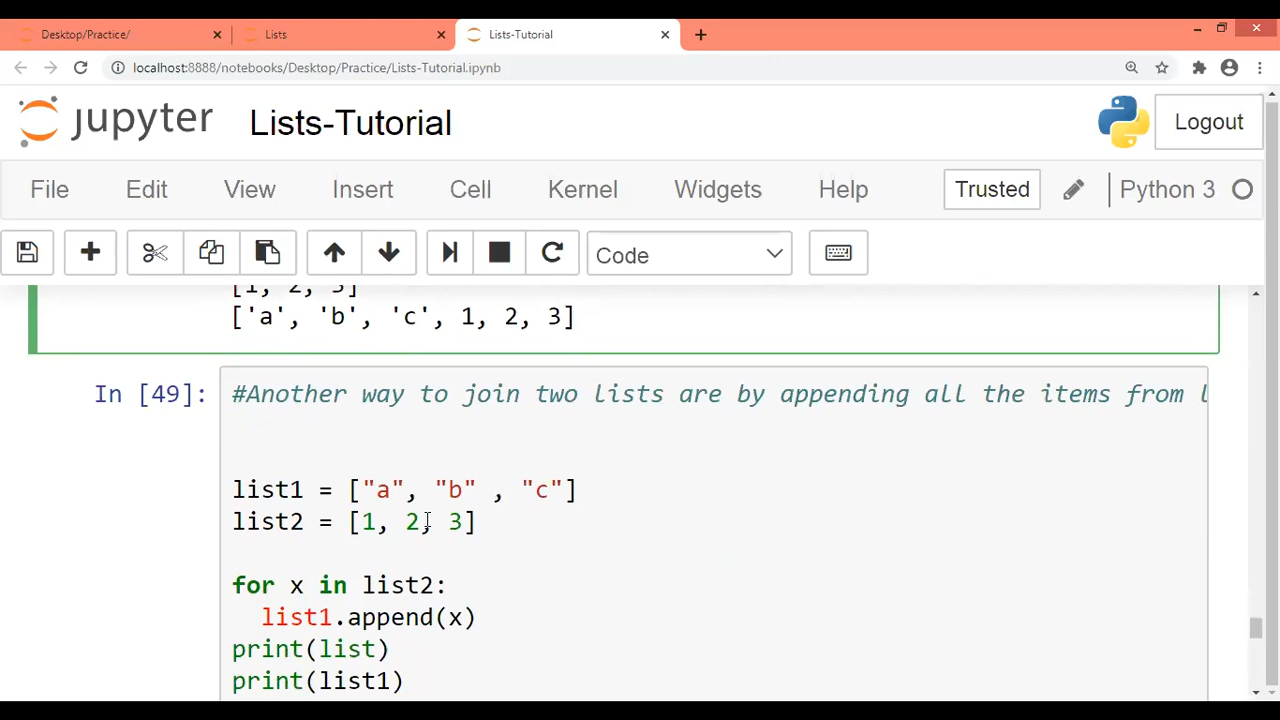 Desktop/Practice/
Lists
Lists-Tutorial
localhost:8888/notebooks/Desktop/Practice/Lists-Tutorial.ipynb
jupyter Lists-Tutorial Logout
File Edit View Insert Cell Kernel Widgets Help Trusted Python 3
Code
[1, 2, 3]
['a', 'b', 'c', 1, 2, 3]
In [49]: #Another way to join two lists are by appending all the items from l
list1 = ["a", "b" , "c"]
list2 = [1, 2, 3]
for x in list2:
list1.append(x)
print(list)
print(list1)